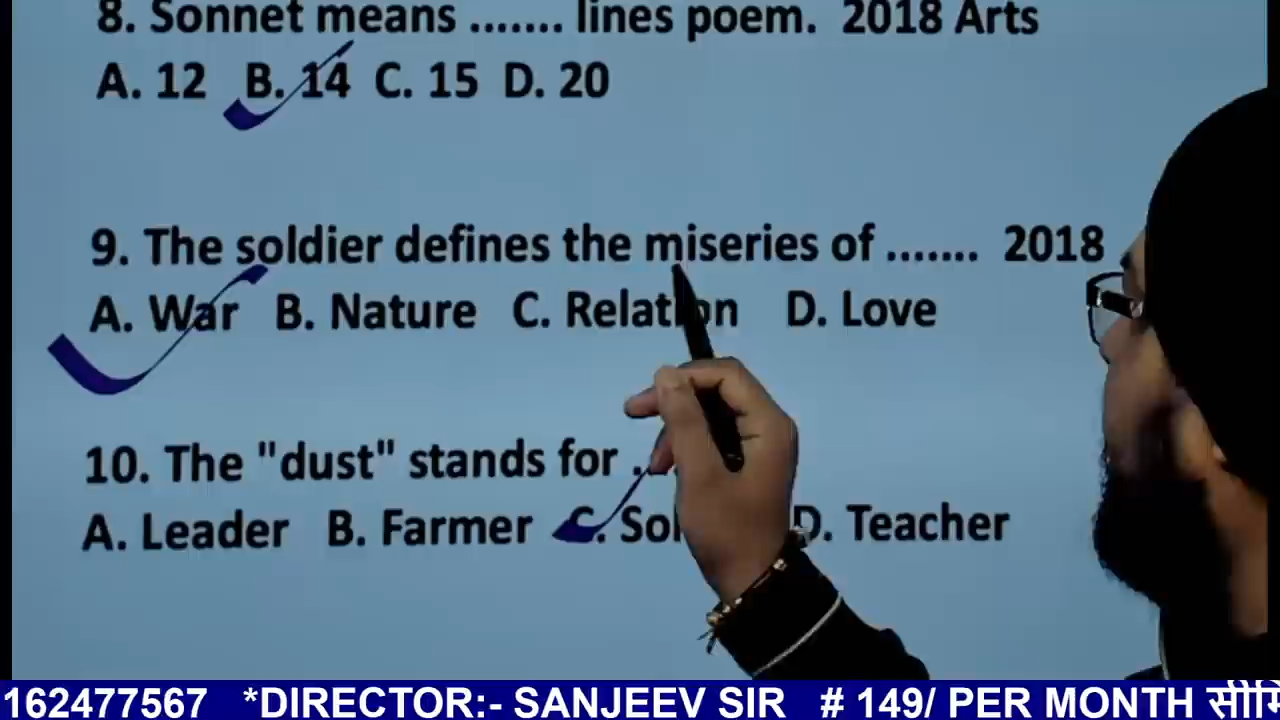 8. Sonnet means ....... lines poem. 2018 Arts
A. 12 B. 14 C. 15 D. 20
9. The soldier defines the miseries of ....... 2018
A. War B. Nature C. Relation D. Love
10. The "dust" stands for .
A. Leader B. Farmer C. Sol D. Teacher
162477567 *DIRECTOR:- SANJEEV SIR # 149/ PER MONTH